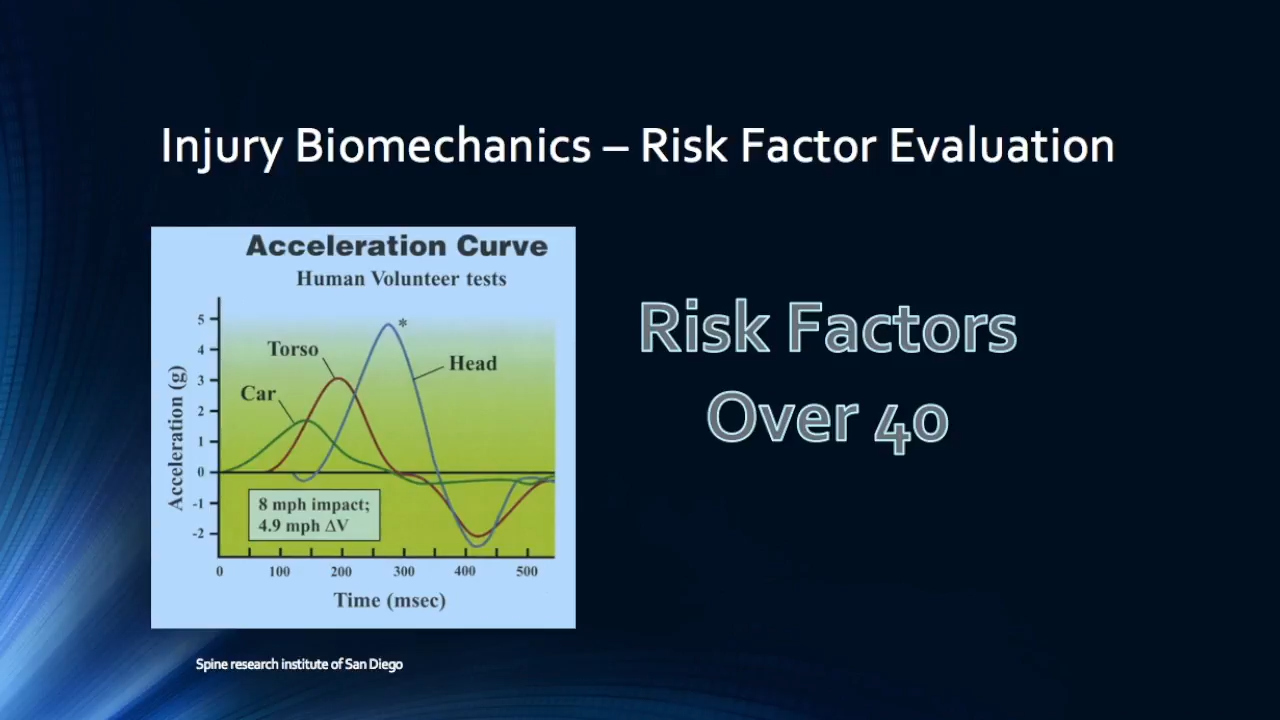 Injury Biomechanics – Risk Factor Evaluation
Acceleration Curve
Human Volunteer tests
Acceleration (g)
5
4
3
2
1
0
-1
-2
Torso
Car
Head
*
8 mph impact;
4.9 mph ΔV
0 100 200 300 400 500
Time (msec)
Risk Factors
Over 40
Spine research institute of San Diego